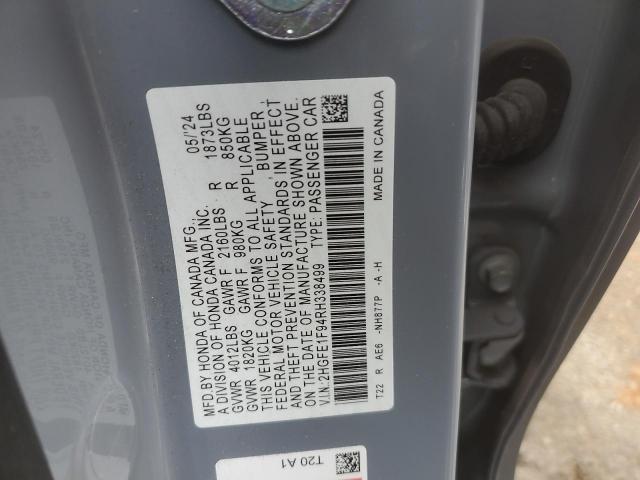 MFD.BY HONDA OF CANADA MFG., 05/'24
A DIVISION OF HONDA CANADA INC.
GVWR 4012LBS GAWR F 2160LBS R 1873LBS
GVWR 1820KG GAWR F 980KG R 850KG
THIS VEHICLE CONFORMS TO ALL APPLICABLE
FEDERAL MOTOR VEHICLE SAFETY, BUMPER,
AND THEFT PREVENTION STANDARDS IN EFFECT
ON THE DATE OF MANUFACTURE SHOWN ABOVE.
V.I.N.:2HGFE1F94RH338499 TYPE: PASSENGER CAR
T22 R AE6 -NH877P -A -H MADE IN CANADA
T20 A1